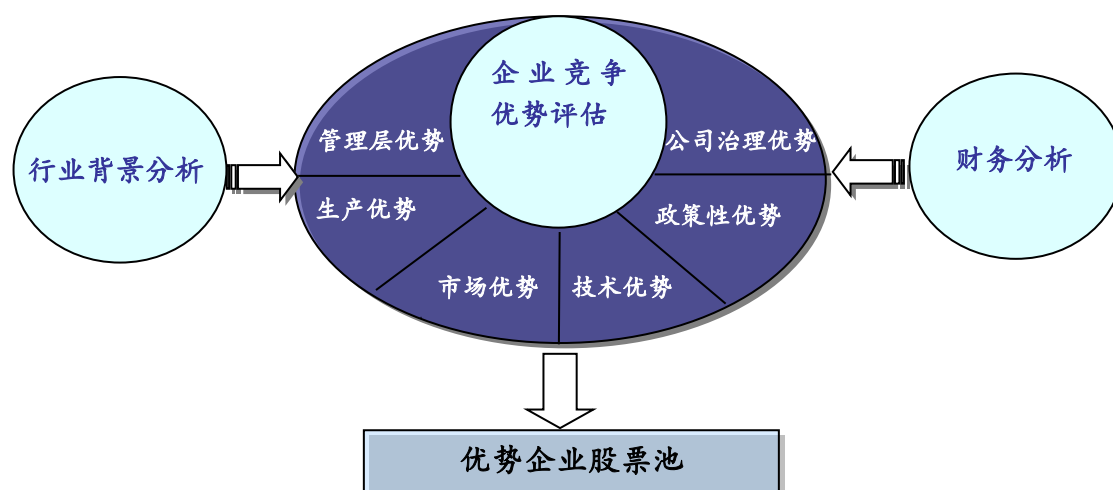 企业竞争
优势评估
管理层优势
公司治理优势
行业背景分析
财务分析
生产优势
政策性优势
市场优势
技术优势
优势企业股票池